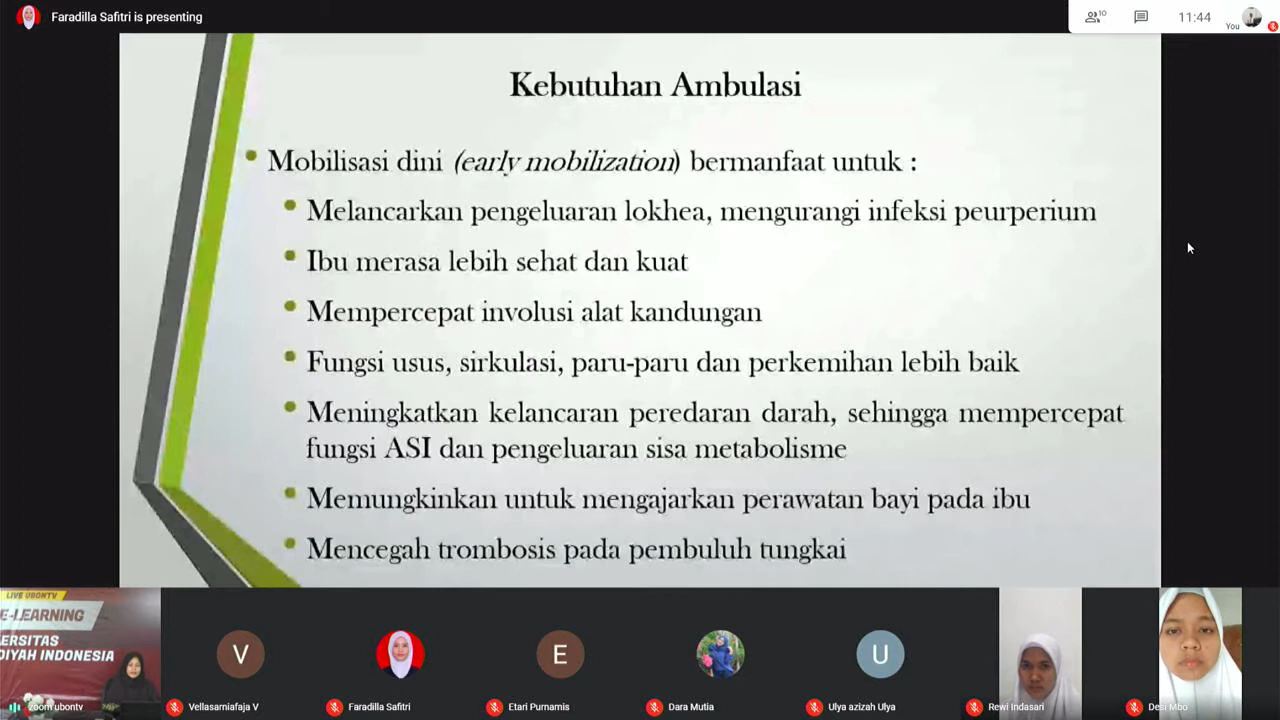 Faradilla Safitri is presenting
10
11:44
You
Kebutuhan Ambulasi
• Mobilisasi dini (early mobilization) bermanfaat untuk :
• Melancarkan pengeluaran lokhea, mengurangi infeksi peurperium
• Ibu merasa lebih sehat dan kuat
• Mempercepat involusi alat kandungan
• Fungsi usus, sirkulasi, paru-paru dan perkemihan lebih baik
• Meningkatkan kelancaran peredaran darah, sehingga mempercepat
fungsi ASI dan pengeluaran sisa metabolisme
• Memungkinkan untuk mengajarkan perawatan bayi pada ibu
• Mencegah trombosis pada pembuluh tungkai
LIVE UBONTV
E-LEARNING
ERSITAS
DIYAH INDONESIA
zoom ubontv
V
Vellasarniafaja V
Faradilla Safitri
E
Etari Purnamis
Dara Mutia
U
Ulya azizah Ulya
Rewi Indasari
Desi Mbo